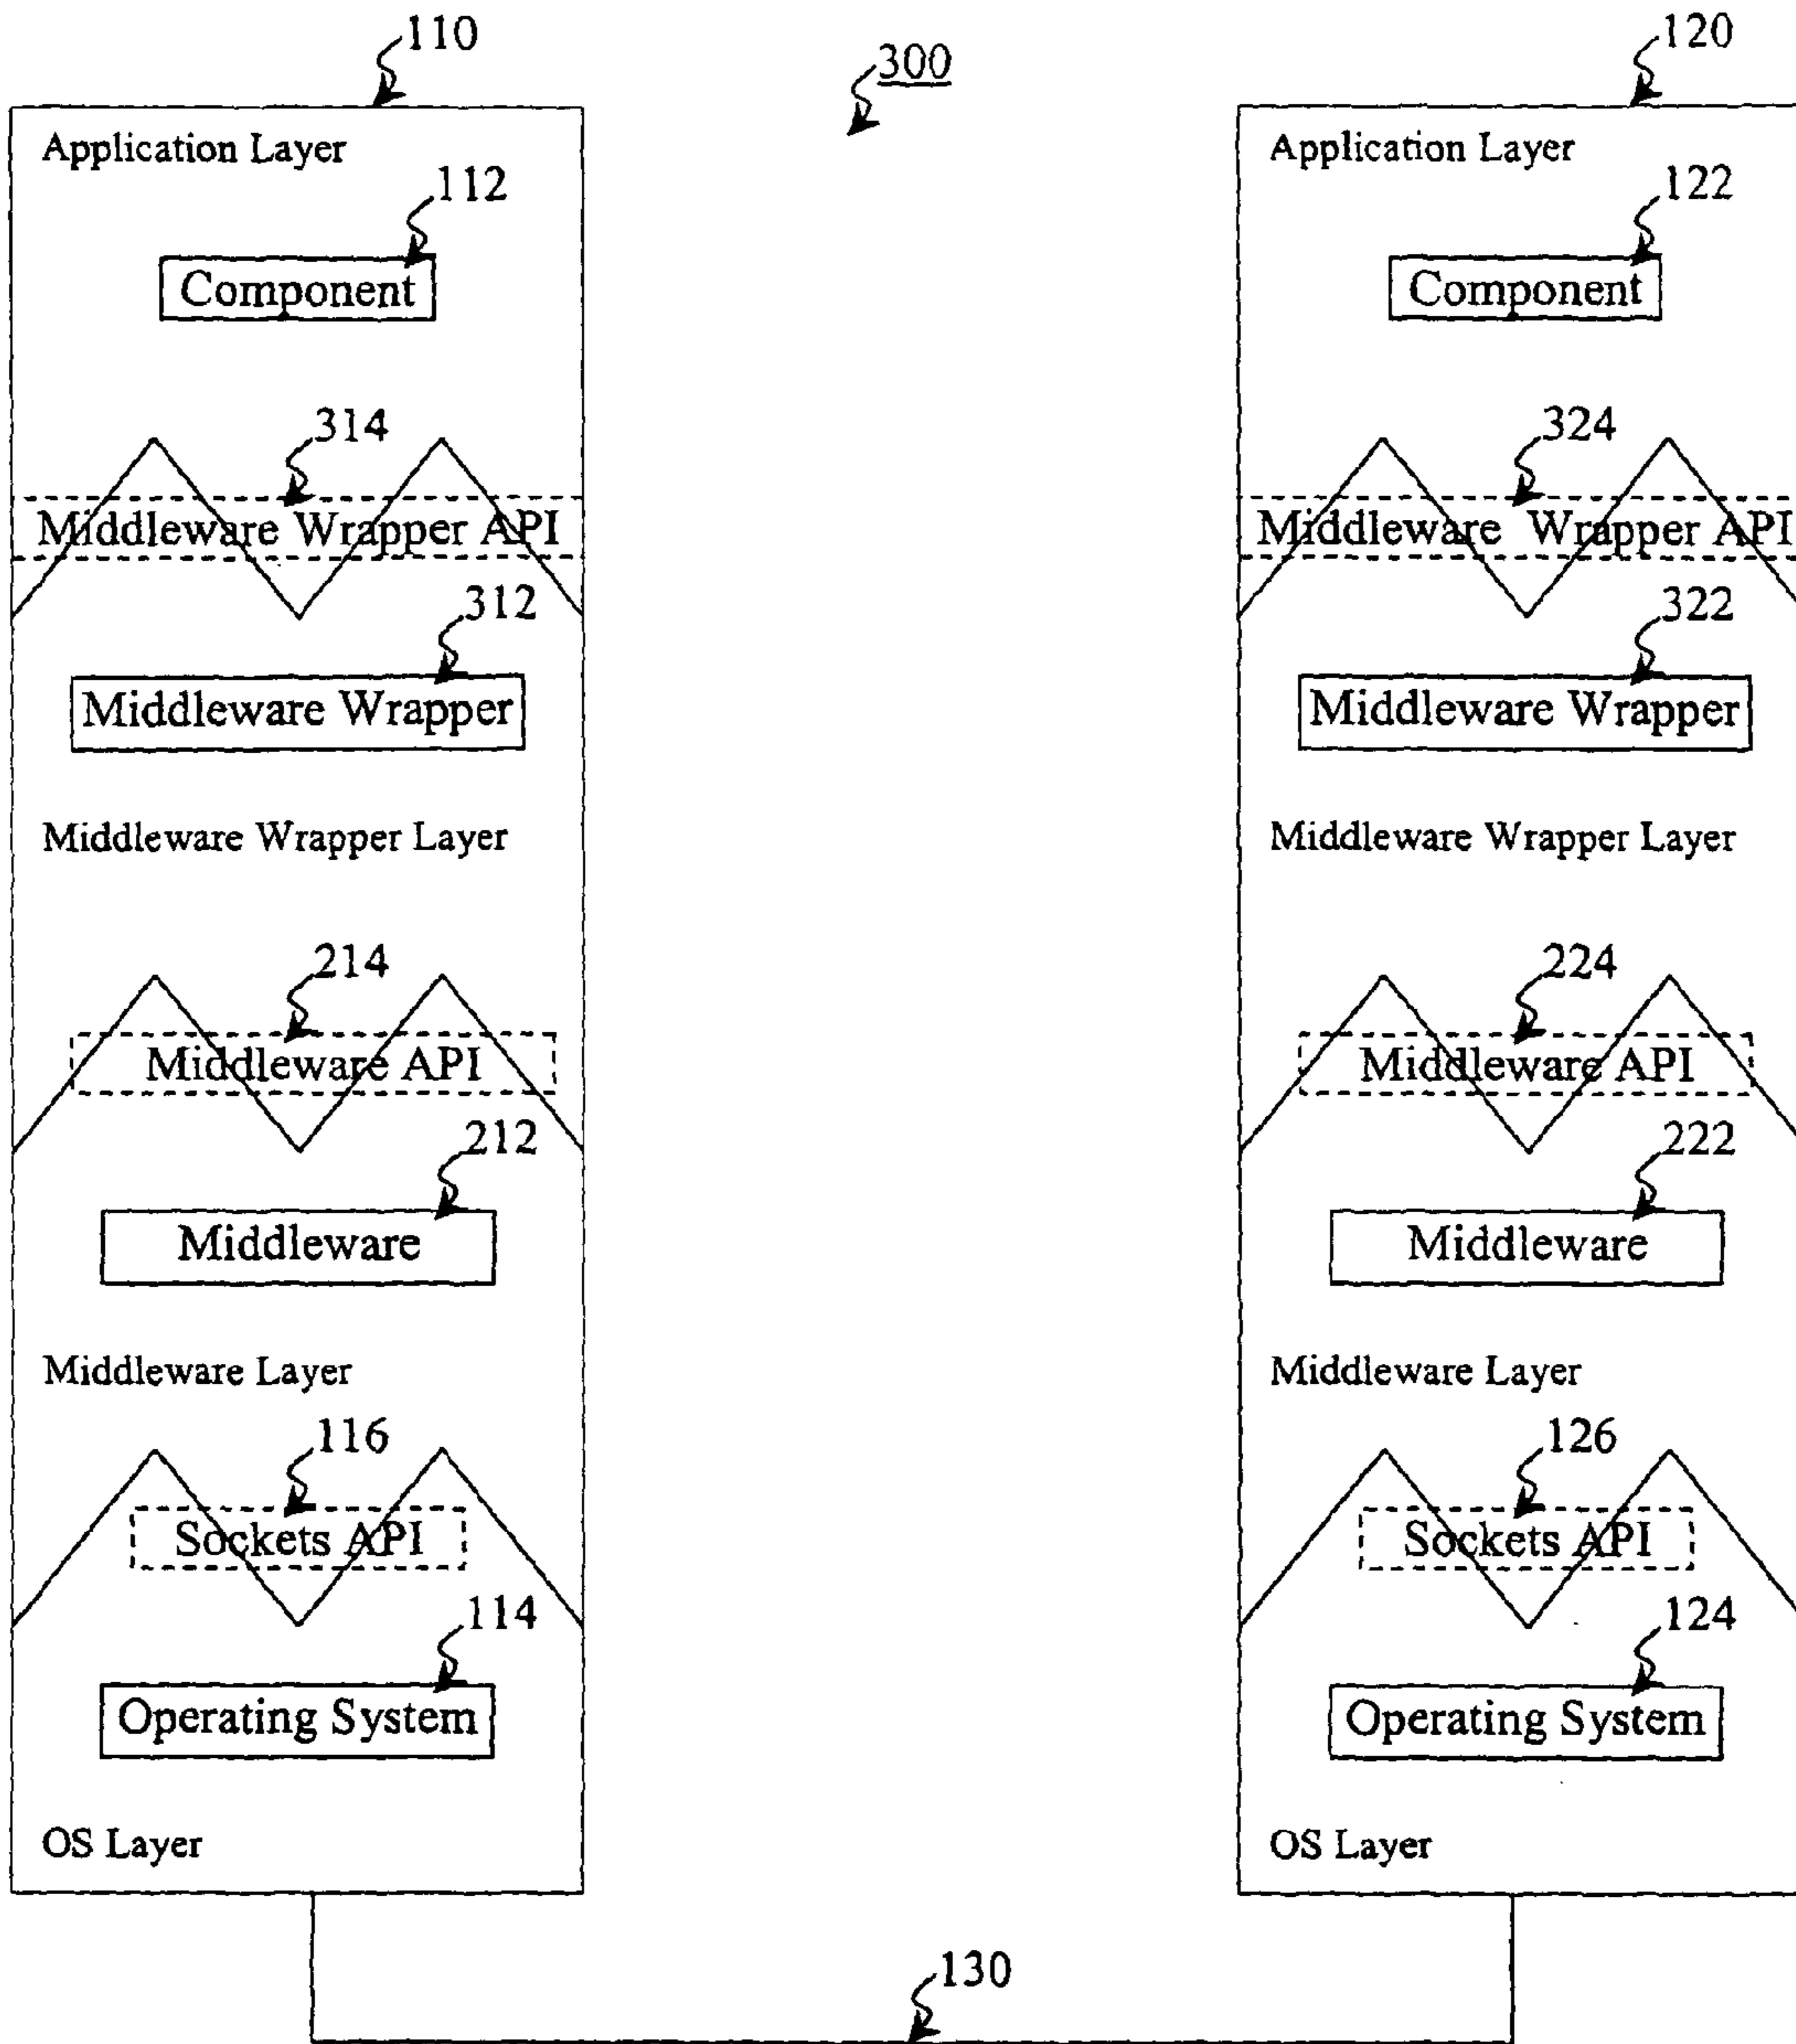 110
300
120
Application Layer
Application Layer
112
122
Component
Component
314
324
Middleware Wrapper API
Middleware Wrapper API
312
322
Middleware Wrapper
Middleware Wrapper
Middleware Wrapper Layer
Middleware Wrapper Layer
214
224
Middleware API
Middleware API
212
222
Middleware
Middleware
Middleware Layer
Middleware Layer
116
126
Sockets API
Sockets API
114
124
Operating System
Operating System
OS Layer
OS Layer
130